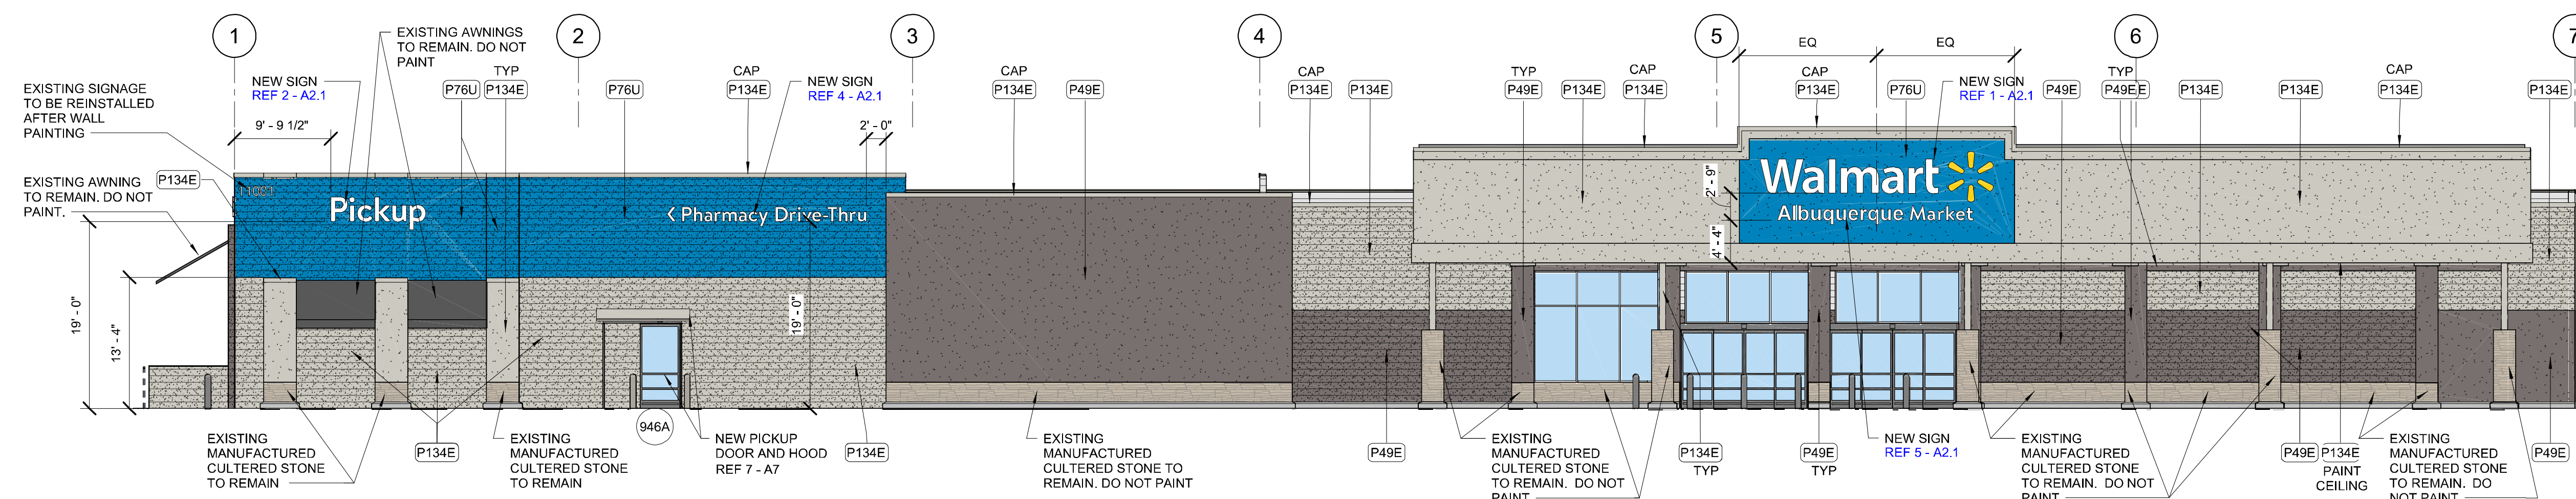 1
2
3
4
5
6
7
EXISTING AWNINGS
TO REMAIN. DO NOT
PAINT
EQ
EQ
EXISTING SIGNAGE
TO BE REINSTALLED
AFTER WALL
PAINTING
NEW SIGN
REF 2 - A2.1
P76U
TYP
P134E
P76U
CAP
P134E
NEW SIGN
REF 4 - A2.1
CAP
P134E
P49E
CAP
P134E
P134E
TYP
P49E
P134E
CAP
P134E
CAP
P134E
P76U
NEW SIGN
REF 1 - A2.1
P49E
TYP
P49E
P134E
P134E
CAP
P134E
P134E
9' - 9 1/2"
2' - 0"
EXISTING AWNING
TO REMAIN. DO NOT
PAINT.
P134E
11003
Pickup
< Pharmacy Drive-Thru
Walmart
Albuquerque Market
2' - 9"
4' - 4"
19' - 0"
13' - 4"
19' - 0"
946A
EXISTING
MANUFACTURED
CULTERED STONE
TO REMAIN
P134E
EXISTING
MANUFACTURED
CULTERED STONE
TO REMAIN
NEW PICKUP
DOOR AND HOOD
REF 7 - A7
P134E
EXISTING
MANUFACTURED
CULTERED STONE TO
REMAIN. DO NOT PAINT
P49E
EXISTING
MANUFACTURED
CULTERED STONE
TO REMAIN. DO NOT
PAINT
P134E
TYP
P49E
TYP
NEW SIGN
REF 5 - A2.1
EXISTING
MANUFACTURED
CULTERED STONE
TO REMAIN. DO NOT
PAINT
P49E
P134E
PAINT
CEILING
EXISTING
MANUFACTURED
CULTERED STONE
TO REMAIN. DO
NOT PAINT
P49E